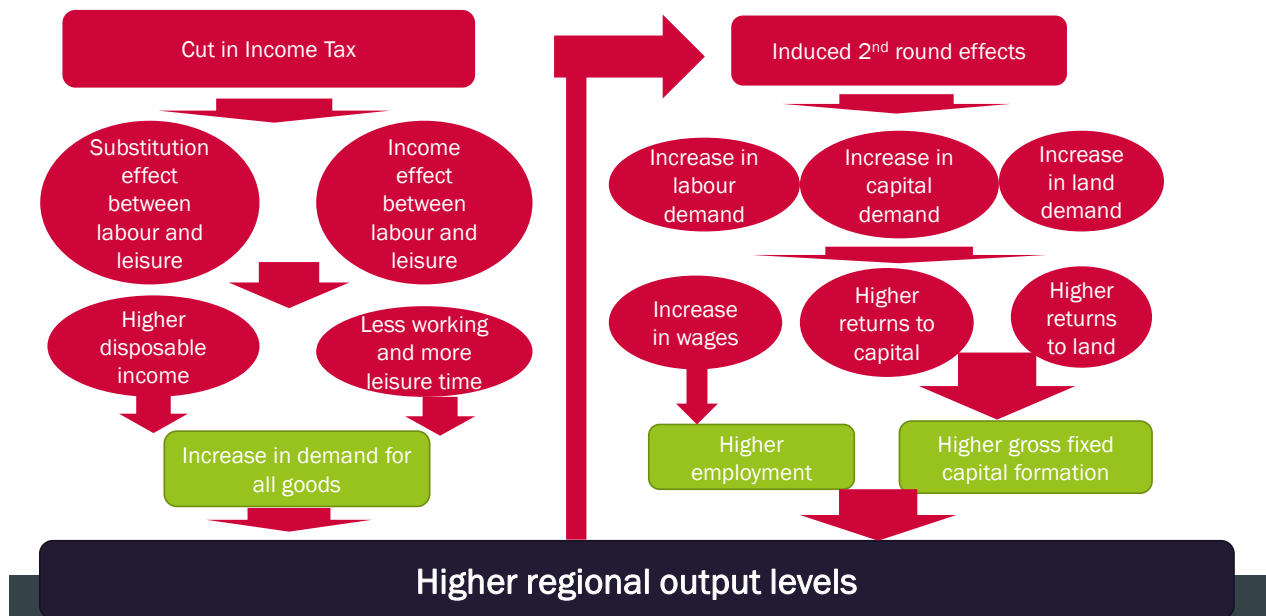 Cut in Income Tax
Substitution
effect
between
labour and
leisure
Income
effect
between
labour and
leisure
Higher
disposable
income
Less working
and more
leisure time
Increase in demand for
all goods
Induced 2nd round effects
Increase in
labour
demand
Increase in
capital
demand
Increase
in land
demand
Increase
in wages
Higher
returns to
capital
Higher
returns
to land
Higher
employment
Higher gross fixed
capital formation
Higher regional output levels